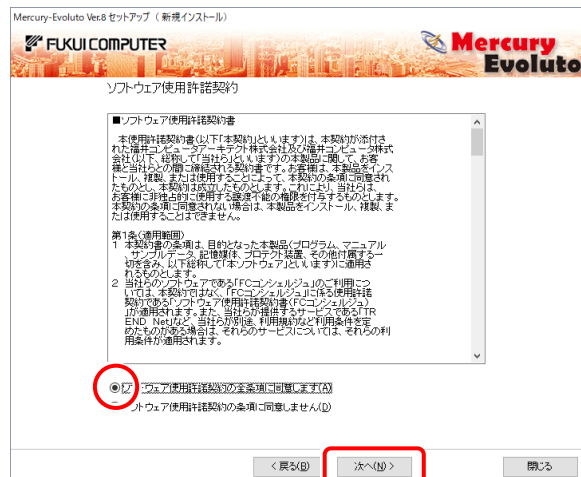 Mercury-Evoluto Ver.8 セットアップ（ 新規インストール）
FUKUI COMPUTER
Mercury
Evoluto
ソフトウェア使用許諾契約
■ソフトウェア使用許諾契約書
本使用許諾契約書(以下「本契約」といいます)は、本契約が添付さ
れた福井コンピュータアーキテクト株式会社及び福井コンピュータ株式
会社(以下、総称して「当社ら」といいます)の本製品に関して、お客
様と当社らとの間に締結される契約書です。お客様は、本製品をインス
トール、複製、または使用することによって、本契約の条項に同意され
たものとし、本契約は成立したものとします。これにより、当社らは、
お客様に非独占的に使用する譲渡不能の権限を付与するものとします。
本契約の条項に同意されない場合は、本製品をインストール、複製、ま
たは使用することはできません。
第1条(適用範囲)
1 本契約書の条項は、目的となった本製品(プログラム、マニュアル
、サンプルデータ、記憶媒体、プロテクト装置、その他付属する一
切を含み、以下総称して「本ソフトウェア」といいます)に適用さ
れるものとします。
2 当社らのソフトウェアである「FCコンシェルジュ」のご利用につ
いては、本契約ではなく、「FCコンシェルジュ」に係る使用許諾
契約である「ソフトウェア使用許諾契約書(FCコンシェルジュ)
」が適用されます。また、当社らが提供するサービスである「TR
END Net」など、当社らが別途、利用規約など利用条件を定
めたものがある場合は、それらのサービスについては、それらの利
用条件が適用されます。
ウェア使用許諾契約の全条項に同意します(A)
フトウェア使用許諾契約の条項に同意しません(D)
< 戻る(B) 次へ(N) > 閉じる